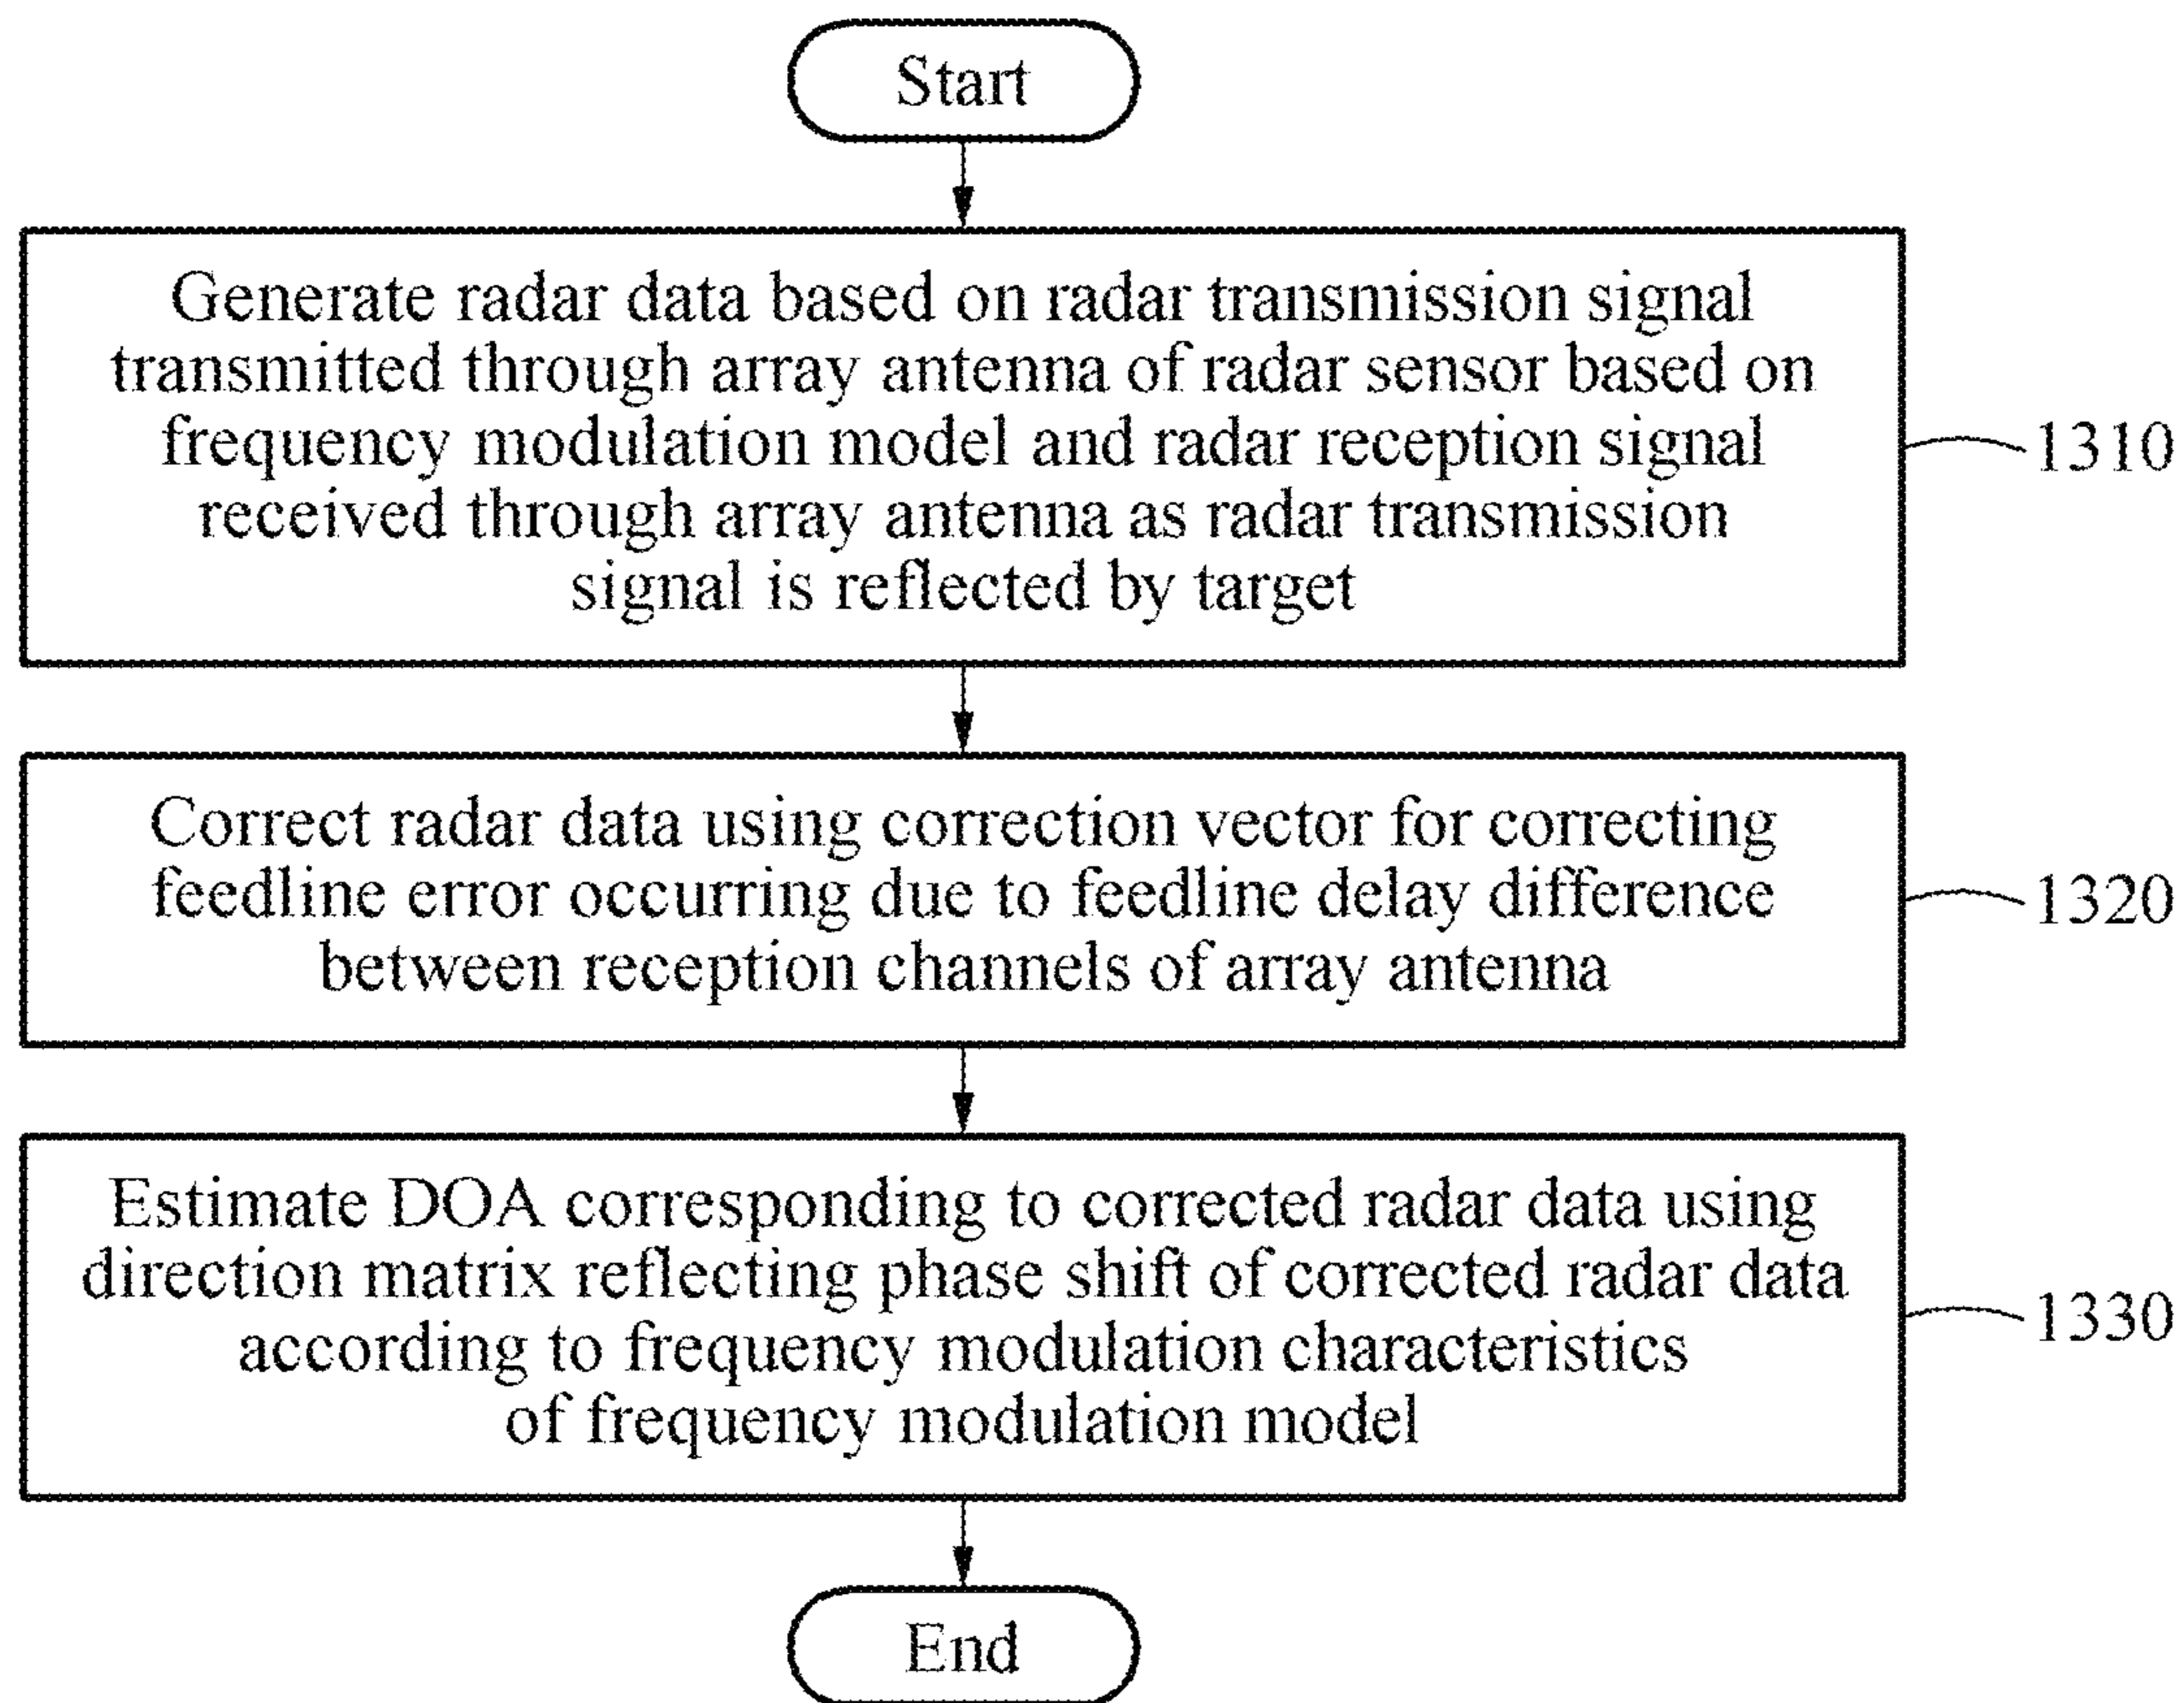 Start
Generate radar data based on radar transmission signal
transmitted through array antenna of radar sensor based on
frequency modulation model and radar reception signal
received through array antenna as radar transmission
signal is reflected by target
1310
Correct radar data using correction vector for correcting
feedline error occurring due to feedline delay difference
between reception channels of array antenna
1320
Estimate DOA corresponding to corrected radar data using
direction matrix reflecting phase shift of corrected radar data
according to frequency modulation characteristics
of frequency modulation model
1330
End